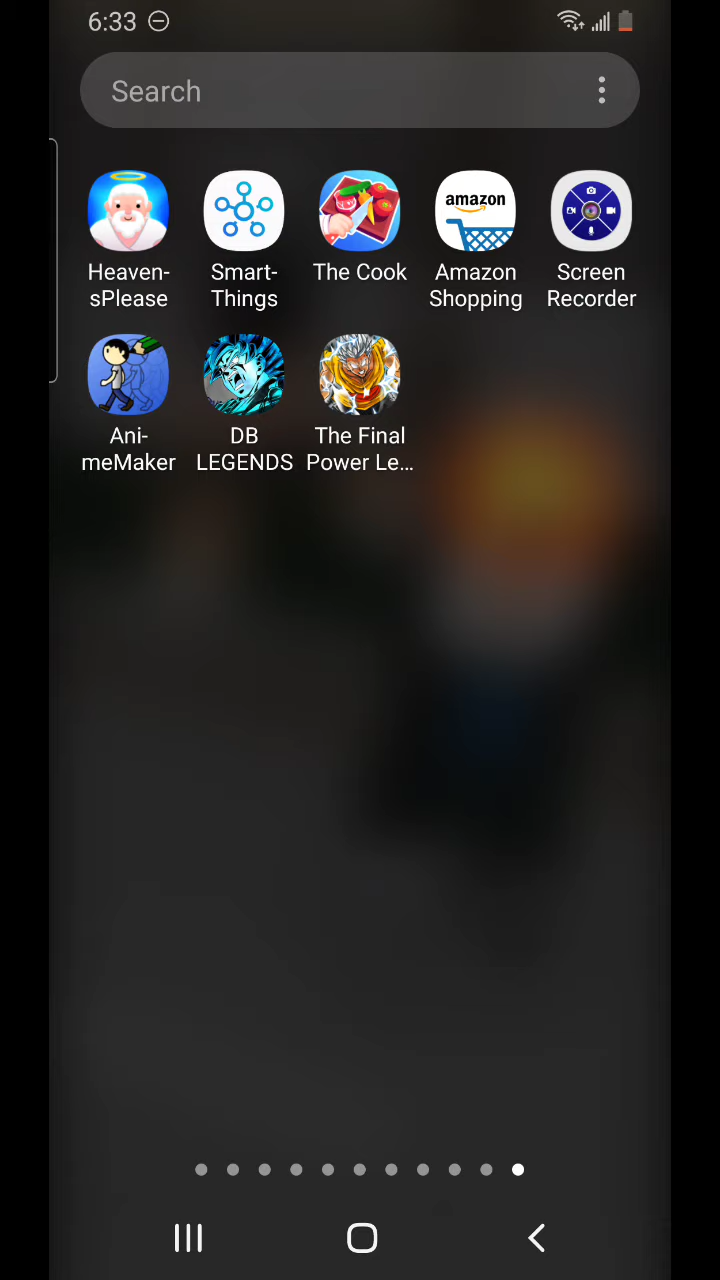 6:33
Search
Heaven-
sPlease
Smart-
Things
The Cook
amazon
Amazon
Shopping
Screen
Recorder
Ani-
meMaker
DB
LEGENDS
The Final
Power Le...